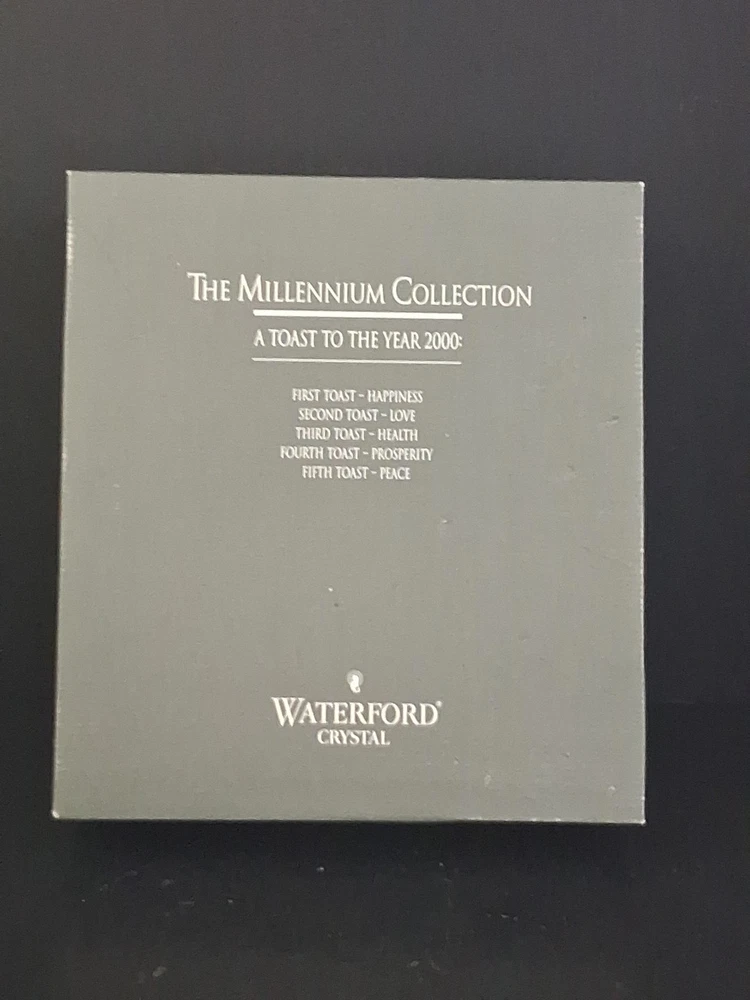 THE MILLENNIUM COLLECTION
A TOAST TO THE YEAR 2000:
FIRST TOAST - HAPPINESS
SECOND TOAST - LOVE
THIRD TOAST - HEALTH
FOURTH TOAST - PROSPERITY
FIFTH TOAST - PEACE
WATERFORD®
CRYSTAL